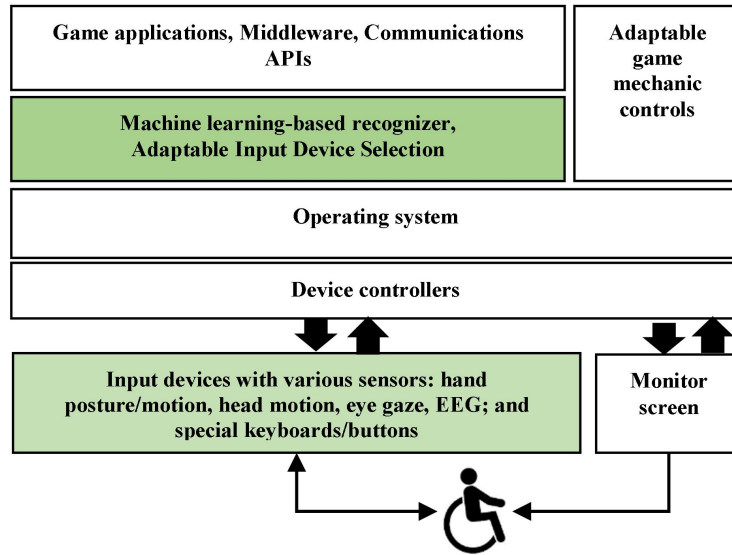 Game applications, Middleware, Communications
APIs
Adaptable
game
mechanic
controls
Machine learning-based recognizer,
Adaptable Input Device Selection
Operating system
Device controllers
Input devices with various sensors: hand
posture/motion, head motion, eye gaze, EEG; and
special keyboards/buttons
Monitor
screen